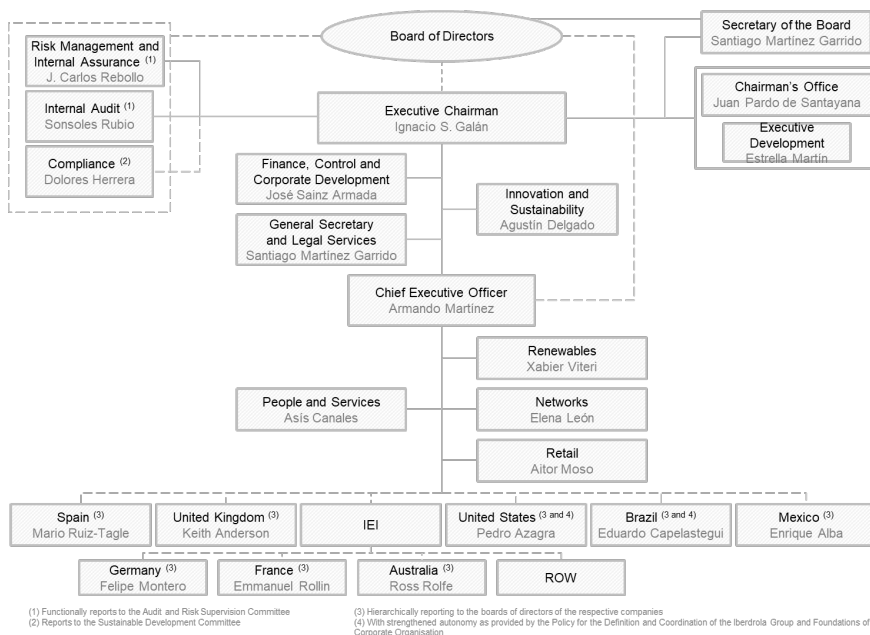 Board of Directors
Secretary of the Board
Santiago Martínez Garrido
Risk Management and
Internal Assurance (1)
J. Carlos Rebollo
Internal Audit (1)
Sonsoles Rubio
Compliance (2)
Dolores Herrera
Executive Chairman
Ignacio S. Galán
Chairman's Office
Juan Pardo de Santayana
Executive
Development
Estrella Martín
Finance, Control and
Corporate Development
José Sainz Armada
Innovation and
Sustainability
Agustín Delgado
General Secretary
and Legal Services
Santiago Martínez Garrido
Chief Executive Officer
Armando Martínez
Renewables
Xabier Viteri
People and Services
Asís Canales
Networks
Elena León
Retail
Aitor Moso
Spain (3)
Mario Ruiz-Tagle
United Kingdom (3)
Keith Anderson
IEI
United States (3 and 4)
Pedro Azagra
Brazil (3 and 4)
Eduardo Capelastegui
Mexico (3)
Enrique Alba
Germany (3)
Felipe Montero
France (3)
Emmanuel Rollin
Australia (3)
Ross Rolfe
ROW
(1) Functionally reports to the Audit and Risk Supervision Committee
(2) Reports to the Sustainable Development Committee
(3) Hierarchically reporting to the boards of directors of the respective companies
(4) With strengthened autonomy as provided by the Policy for the Definition and Coordination of the Iberdrola Group and Foundations of
Corporate Organisation